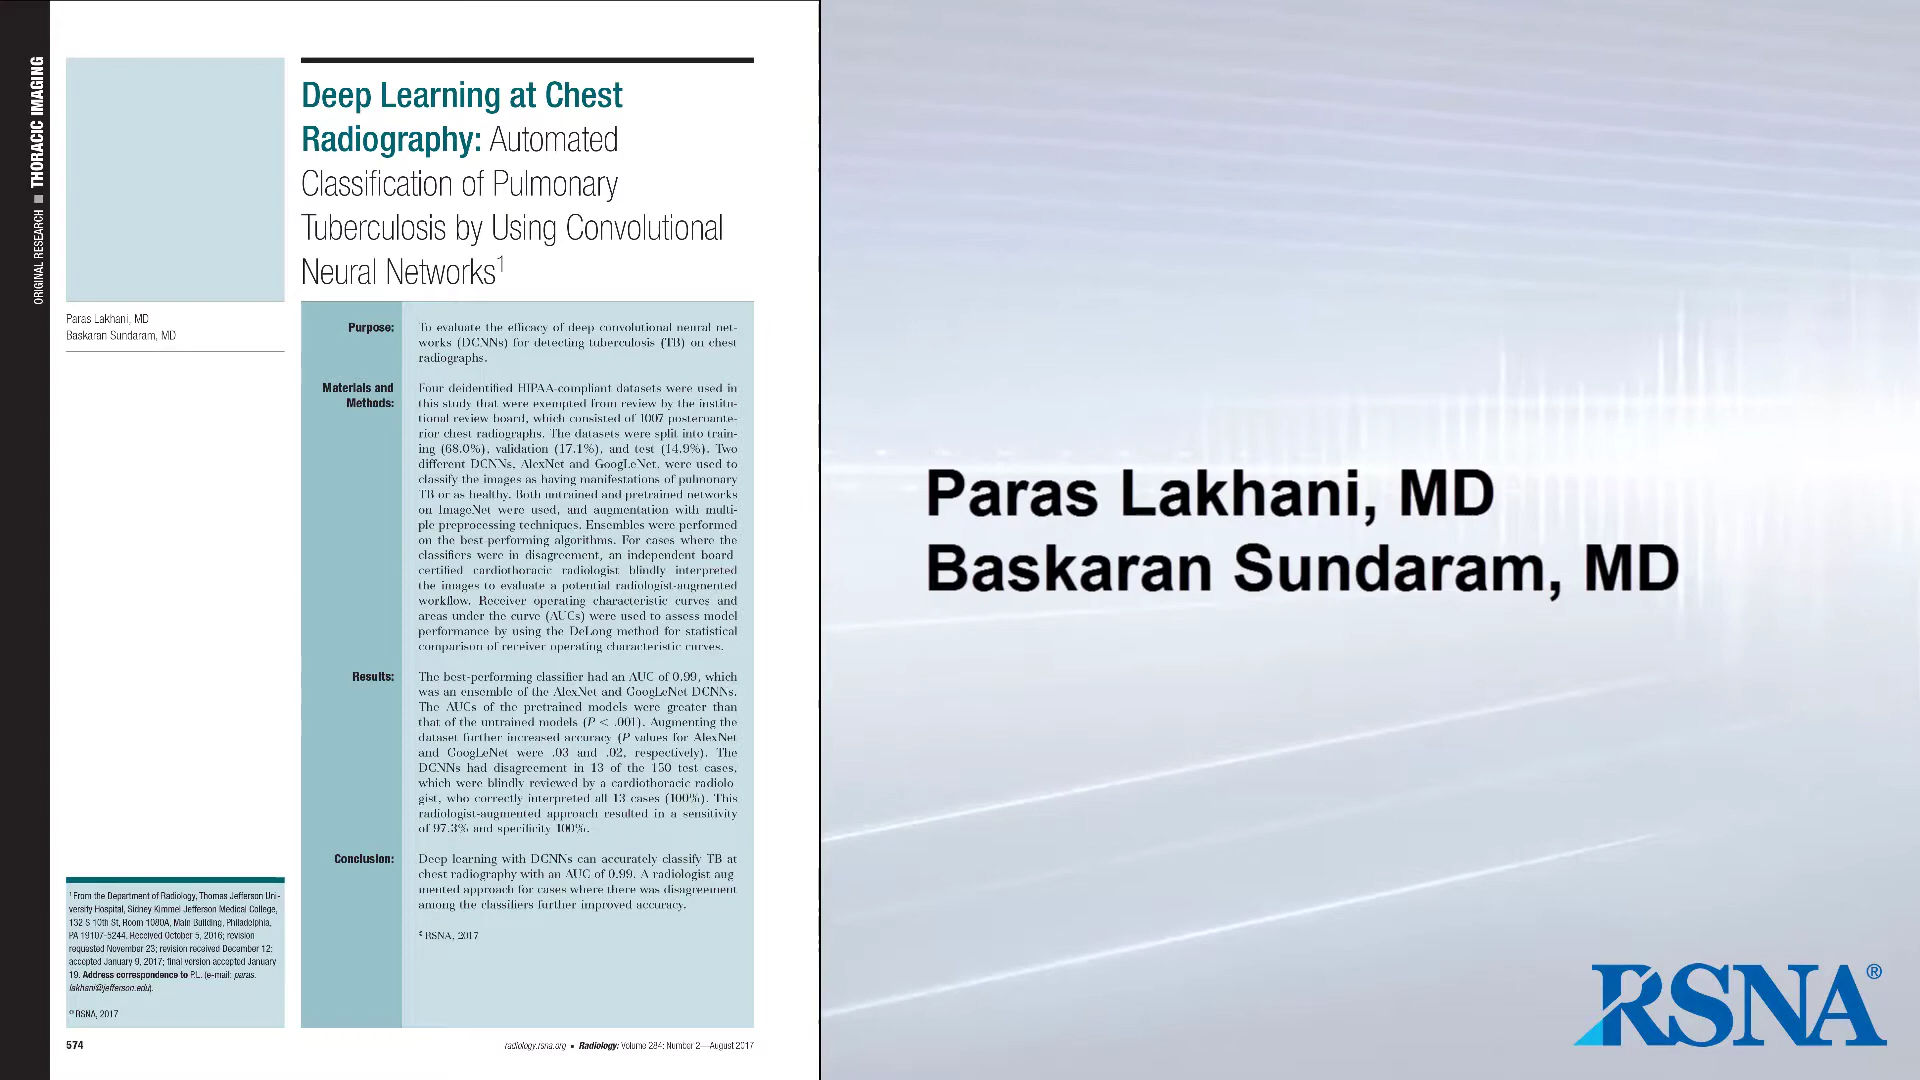 ORIGINAL RESEARCH ■ THORACIC IMAGING
Deep Learning at Chest
Radiography: Automated
Classification of Pulmonary
Tuberculosis by Using Convolutional
Neural Networks¹
Paras Lakhani, MD
Baskaran Sundaram, MD
Purpose:
To evaluate the efficacy of deep convolutional neural net-
works (DCNNs) for detecting tuberculosis (TB) on chest
radiographs.
Materials and
Methods:
Four deidentified HIPAA-compliant datasets were used in
this study that were exempted from review by the institu-
tional review board, which consisted of 1007 posteroante-
rior chest radiographs. The datasets were split into train-
ing (68.0%), validation (17.1%), and test (14.9%). Two
different DCNNs, AlexNet and GoogLeNet, were used to
classify the images as having manifestations of pulmonary
TB or as healthy. Both untrained and pretrained networks
on ImageNet were used, and augmentation with multi-
ple preprocessing techniques. Ensembles were performed
on the best-performing algorithms. For cases where the
classifiers were in disagreement, an independent board-
certified cardiothoracic radiologist blindly interpreted
the images to evaluate a potential radiologist-augmented
workflow. Receiver operating characteristic curves and
areas under the curve (AUCs) were used to assess model
performance by using the DeLong method for statistical
comparison of receiver operating characteristic curves.
Results:
The best-performing classifier had an AUC of 0.99, which
was an ensemble of the AlexNet and GoogLeNet DCNNs.
The AUCs of the pretrained models were greater than
that of the untrained models (P < .001). Augmenting the
dataset further increased accuracy (P values for AlexNet
and GoogLeNet were .03 and .02, respectively). The
DCNNs had disagreement in 13 of the 150 test cases,
which were blindly reviewed by a cardiothoracic radiolo-
gist, who correctly interpreted all 13 cases (100%). This
radiologist-augmented approach resulted in a sensitivity
of 97.3% and specificity 100%.
Conclusion:
Deep learning with DCNNs can accurately classify TB at
chest radiography with an AUC of 0.99. A radiologist-aug-
mented approach for cases where there was disagreement
among the classifiers further improved accuracy.
© RSNA, 2017
¹ From the Department of Radiology, Thomas Jefferson Uni-
versity Hospital, Sidney Kimmel Jefferson Medical College,
132 S 10th St, Room 1080A, Main Building, Philadelphia,
PA 19107-5244. Received October 5, 2016; revision
requested November 23; revision received December 12;
accepted January 9, 2017; final version accepted January
19. Address correspondence to P.L. (e-mail: paras.
lakhani@jefferson.edu).
© RSNA, 2017
574
radiology.rsna.org ▪ Radiology: Volume 284: Number 2—August 2017
Paras Lakhani, MD
Baskaran Sundaram, MD
RSNA®